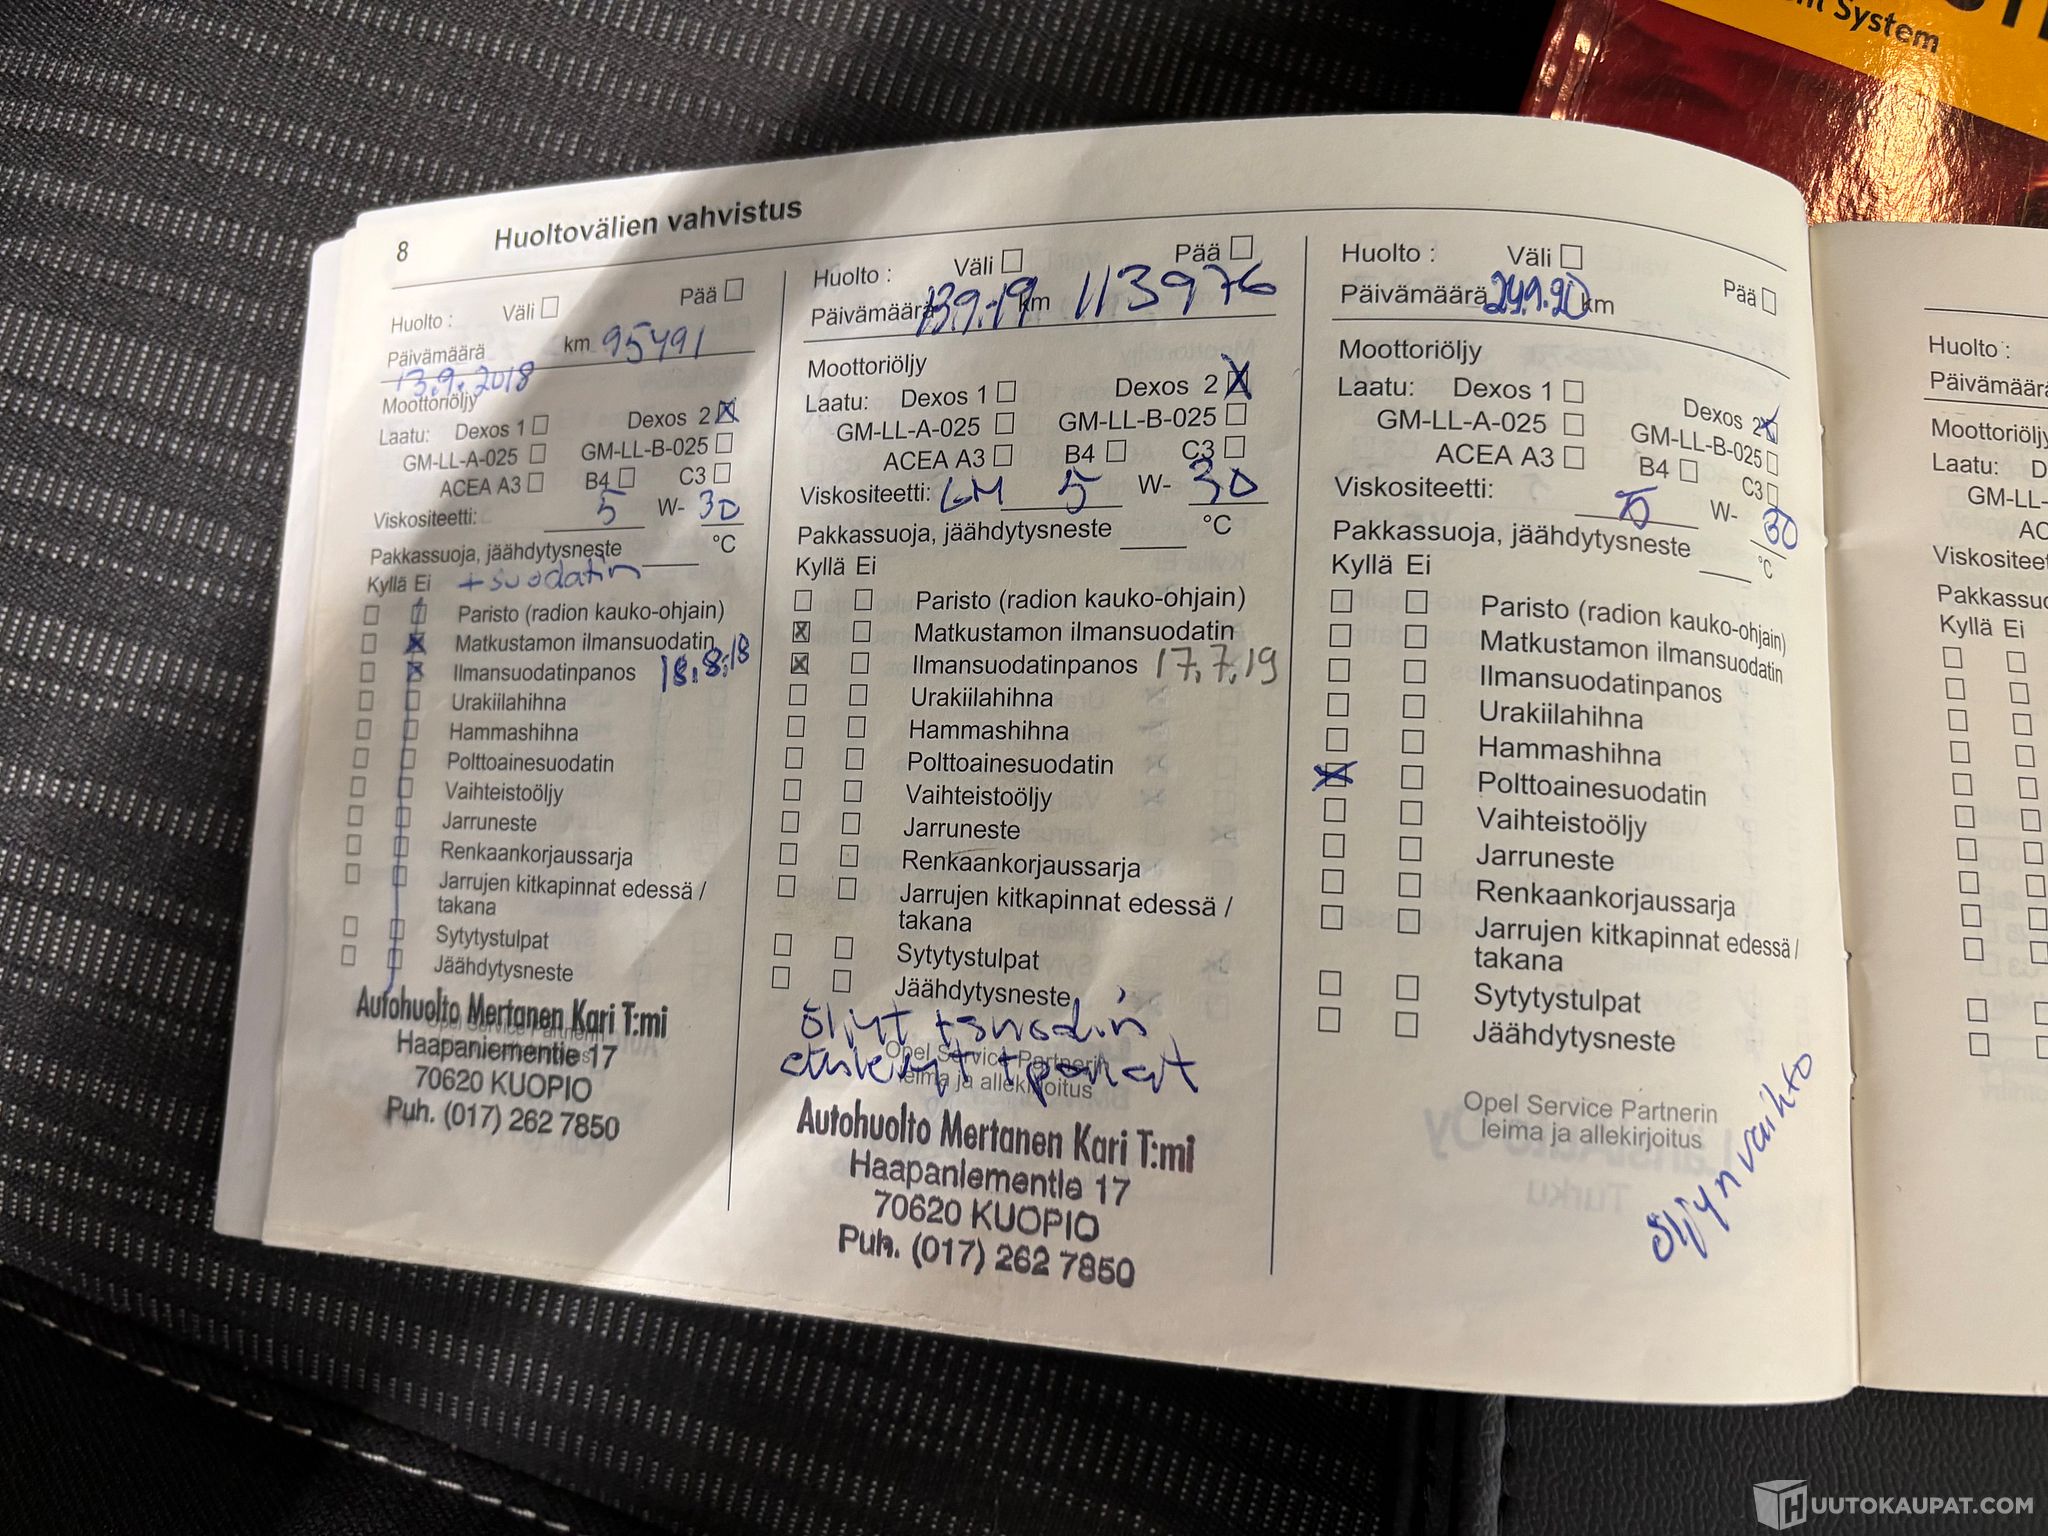 System
8 Huoltovälien vahvistus
Huolto : Väli Pää
Päivämäärä km 95491
13.9.2018
Moottoriöljy
Laatu: Dexos 1 Dexos 2
GM-LL-A-025 GM-LL-B-025
ACEA A3 B4 C3
Viskositeetti: 5 W- 30
Pakkassuoja, jäähdytysneste °C
Kyllä Ei + suodatin
Paristo (radion kauko-ohjain)
Matkustamon ilmansuodatin
Ilmansuodatinpanos 18.8.18
Urakiilahihna
Hammashihna
Polttoainesuodatin
Vaihteistoöljy
Jarruneste
Renkaankorjaussarja
Jarrujen kitkapinnat edessä /
takana
Sytytystulpat
Jäähdytysneste
Autohuolto Mertanen Kari T:mi
Haapaniementie 17
70620 KUOPIO
Puh. (017) 262 7850
Huolto : Väli Pää
Päivämäärä 13.9.-19 km 113976
Moottoriöljy
Laatu: Dexos 1 Dexos 2
GM-LL-A-025 GM-LL-B-025
ACEA A3 B4 C3
Viskositeetti: LM 5 W- 30
Pakkassuoja, jäähdytysneste °C
Kyllä Ei
Paristo (radion kauko-ohjain)
Matkustamon ilmansuodatin
Ilmansuodatinpanos 17.7.19
Urakiilahihna
Hammashihna
Polttoainesuodatin
Vaihteistoöljy
Jarruneste
Renkaankorjaussarja
Jarrujen kitkapinnat edessä /
takana
Sytytystulpat
Jäähdytysneste
Öljyt
Opel Service Partnerin
leima ja allekirjoitus
Autohuolto Mertanen Kari T:mi
Haapaniementie 17
70620 KUOPIO
Puh. (017) 262 7850
Huolto : Väli Pää
Päivämäärä km
Moottoriöljy
Laatu: Dexos 1 Dexos 2
GM-LL-A-025 GM-LL-B-025
ACEA A3 B4 C3
Viskositeetti: 5 W- 30
Pakkassuoja, jäähdytysneste °C
Kyllä Ei
Paristo (radion kauko-ohjain)
Matkustamon ilmansuodatin
Ilmansuodatinpanos
Urakiilahihna
Hammashihna
Polttoainesuodatin
Vaihteistoöljy
Jarruneste
Renkaankorjaussarja
Jarrujen kitkapinnat edessä /
takana
Sytytystulpat
Jäähdytysneste
Opel Service Partnerin
leima ja allekirjoitus
öljyn vaihto
Huolto :
Päivämäärä
Moottoriöljy
Laatu: D
GM-LL-
AC
Viskositeet
Pakkassuo
Kyllä Ei
HUUTOKAUPAT.COM